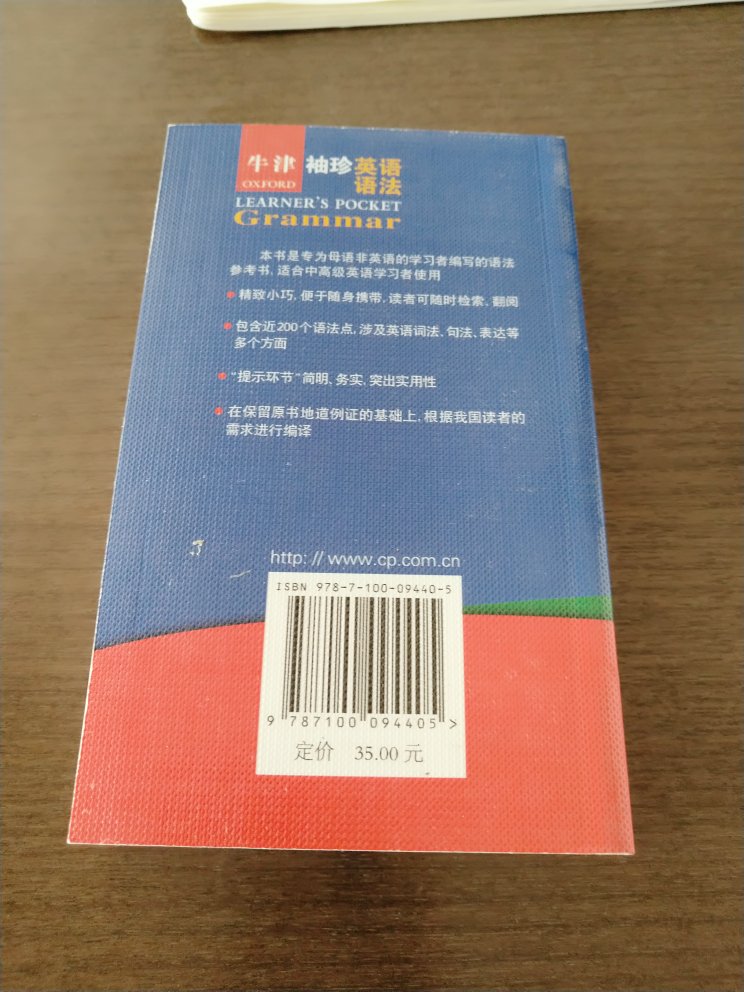 牛津 袖珍英语
OXFORD 语法
LEARNER'S POCKET
Grammar
本书是专为母语非英语的学习者编写的语法
参考书,适合中高级英语学习者使用
精致小巧,便于随身携带,读者可随时检索、翻阅
包含近200个语法点,涉及英语词法、句法、表达等
多个方面
“提示环节”简明、务实,突出实用性
在保留原书地道例证的基础上,根据我国读者的
需求进行编译
http: // www.cp.com.cn
ISBN 978-7-100-09440-5
9 787100 094405 >
定价 35.00 元